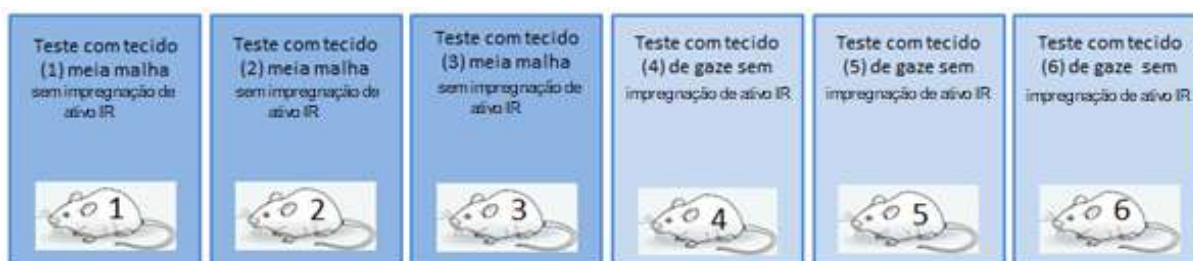 Teste com tecido
(1) meia malha
sem impregnação de
ativo IR
1
Teste com tecido
(2) meia malha
sem impregnação de
ativo IR
2
Teste com tecido
(3) meia malha
sem impregnação de
ativo IR
3
Teste com tecido
(4) de gaze sem
impregnação de ativo IR
4
Teste com tecido
(5) de gaze sem
impregnação de ativo IR
5
Teste com tecido
(6) de gaze sem
impregnação de ativo IR
6